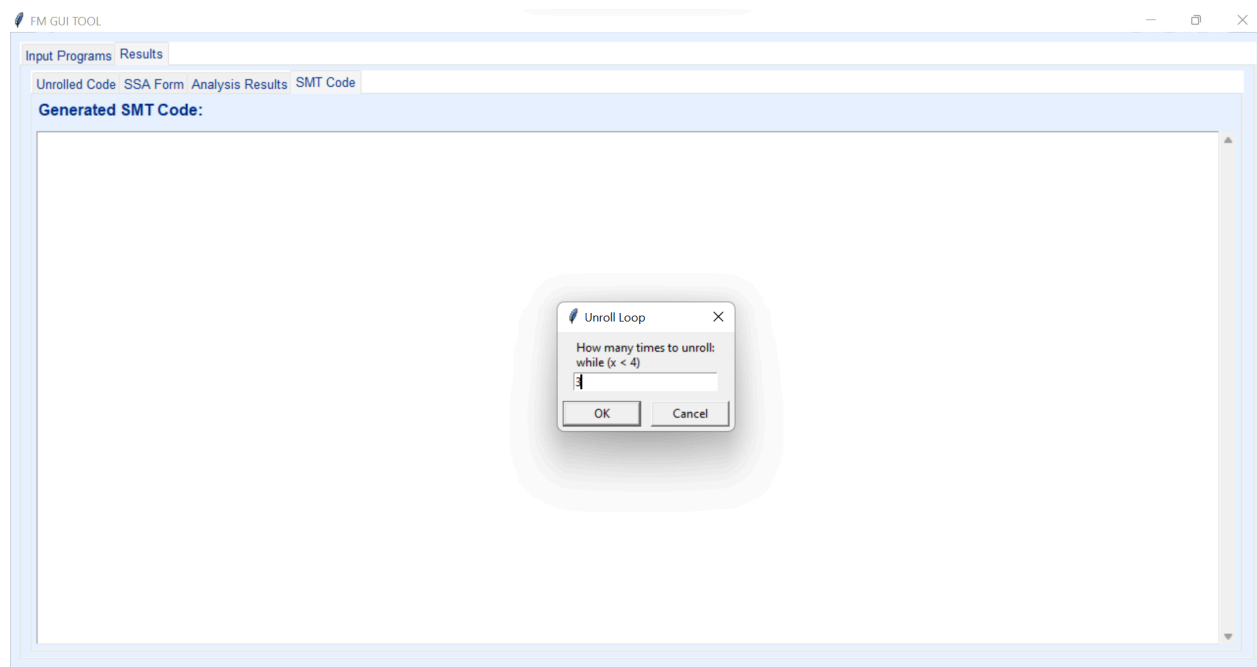 FM GUI TOOL
Input Programs Results
Unrolled Code SSA Form Analysis Results SMT Code
Generated SMT Code:
Unroll Loop
How many times to unroll:
while (x < 4)
3
OK Cancel